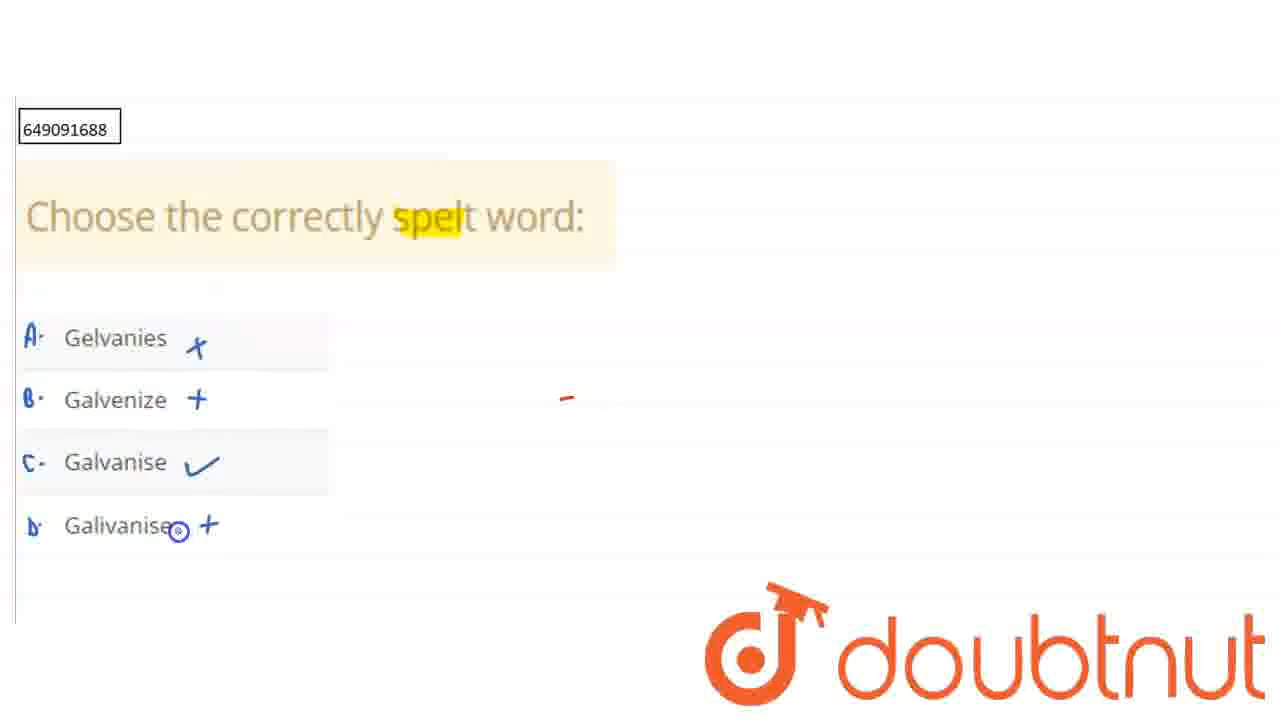 649091688
Choose the correctly spelt word:
A. Gelvanies x
B. Galvenize +
C. Galvanise ✓
D. Galivanise +
doubtnut